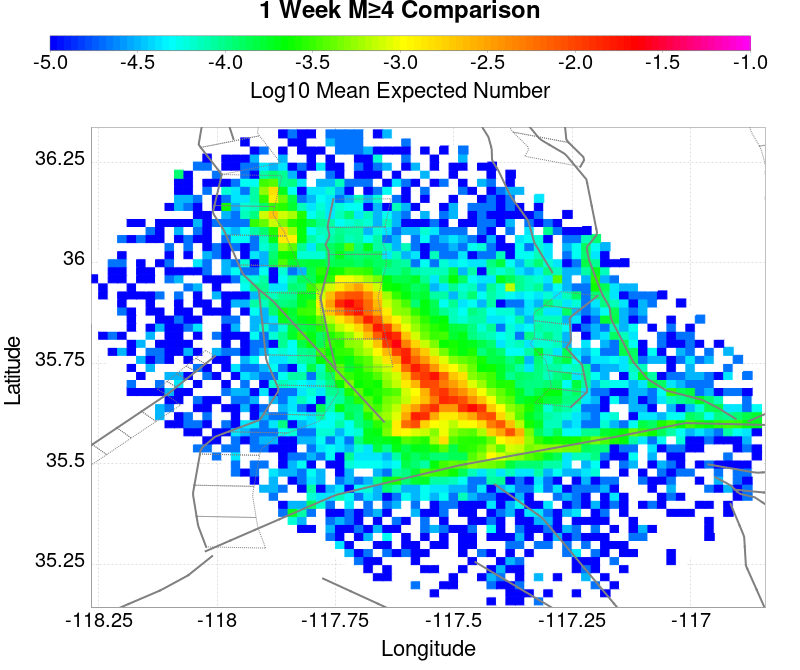 1 Week M≥4 Comparison
-5.0 -4.5 -4.0 -3.5 -3.0 -2.5 -2.0 -1.5 -1.0
Log10 Mean Expected Number
36.25
36
35.75
35.5
35.25
Latitude
-118.25 -118 -117.75 -117.5 -117.25 -117
Longitude